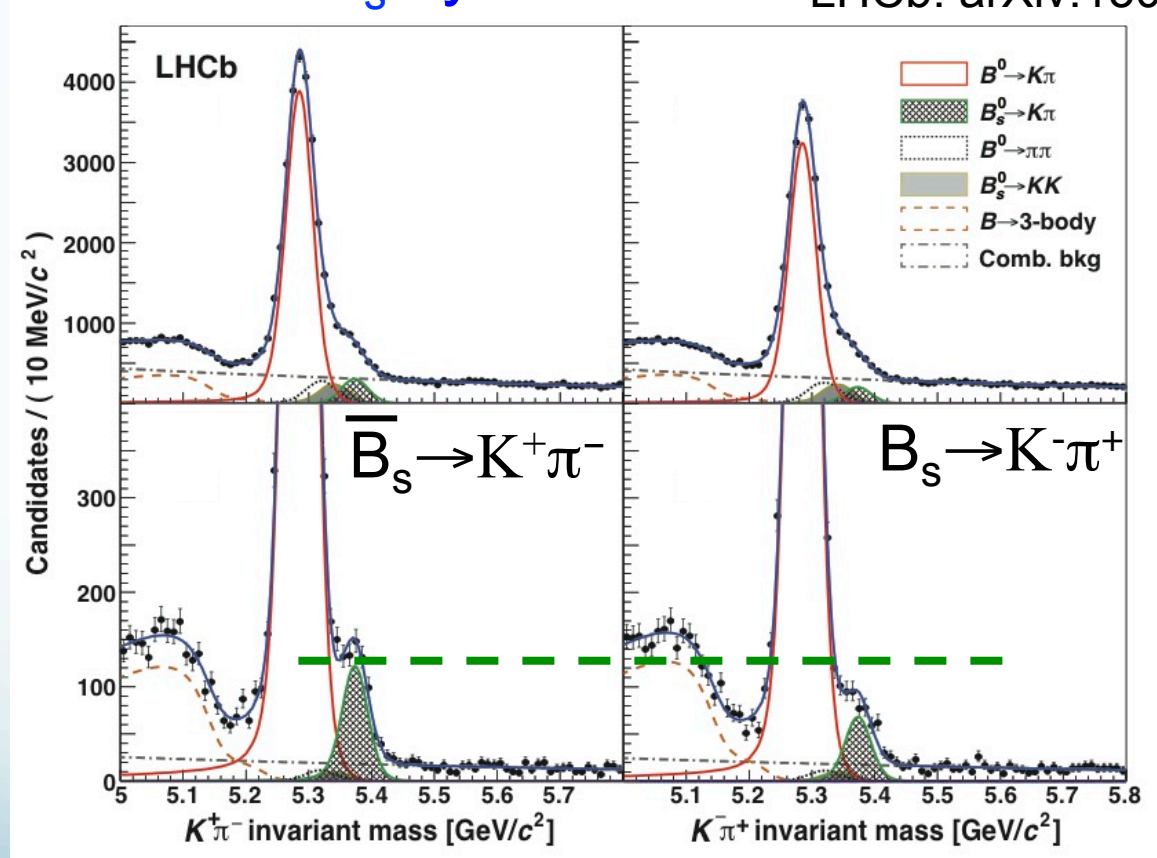 LHCb
4000
3000
2000
1000
B⁰→Kπ
B⁰ₛ→Kπ
B⁰→ππ
B⁰ₛ→KK
B→3-body
Comb. bkg
Candidates / ( 10 MeV/c² )
B̅ₛ→K⁺π⁻
Bₛ→K⁻π⁺
300
200
100
0
5 5.1 5.2 5.3 5.4 5.5 5.6 5.7
5.1 5.2 5.3 5.4 5.5 5.6 5.7 5.8
K⁺π⁻ invariant mass [GeV/c²]
K⁻π⁺ invariant mass [GeV/c²]